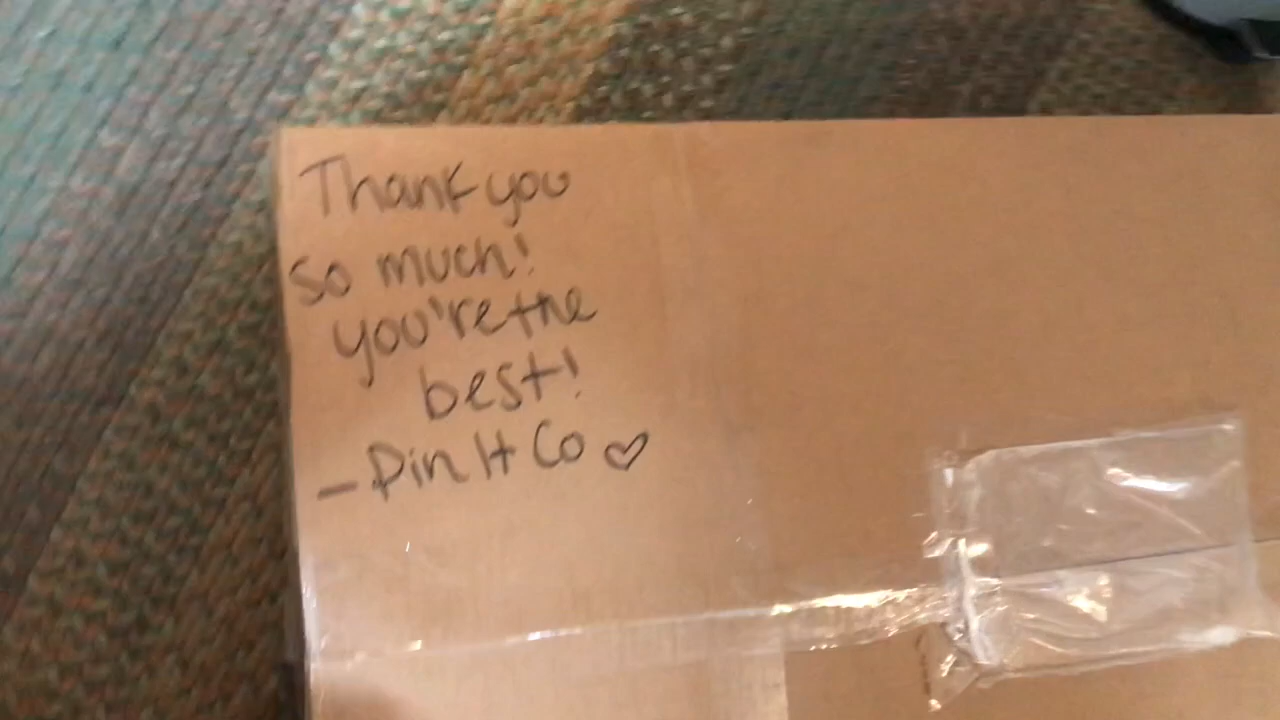 Thank you
so much!
you're the
best!
- Pin It Co ♡